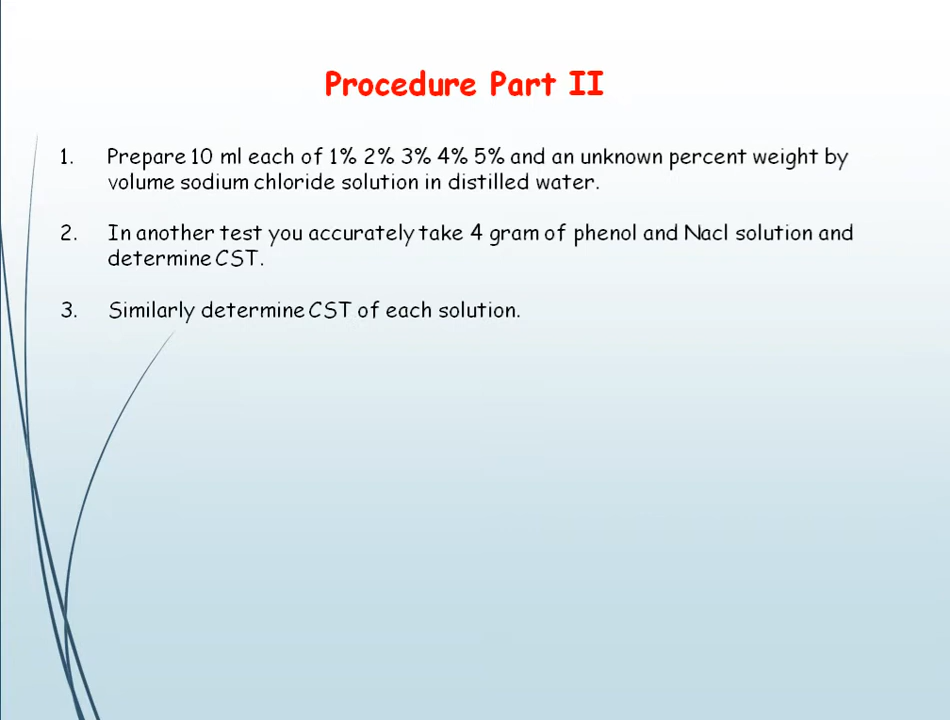 Procedure Part II
1. Prepare 10 ml each of 1% 2% 3% 4% 5% and an unknown percent weight by
volume sodium chloride solution in distilled water.
2. In another test you accurately take 4 gram of phenol and Nacl solution and
determine CST.
3. Similarly determine CST of each solution.